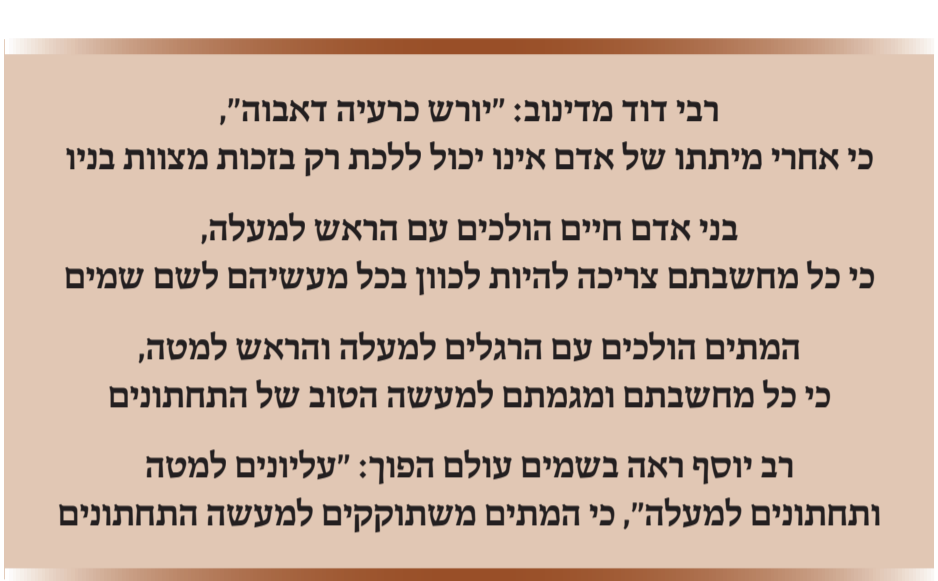 רבי דוד מדינוב: "יורש כרעיה דאבוה",
כי אחרי מיתתו של אדם אינו יכול ללכת רק בזכות מצוות בניו
בני אדם חיים הולכים עם הראש למעלה,
כי כל מחשבתם צריכה להיות לכוון בכל מעשיהם לשם שמים
המתים הולכים עם הרגלים למעלה והראש למטה,
כי כל מחשבתם ומגמתם למעשה הטוב של התחתונים
רב יוסף ראה בשמים עולם הפוך: "עליונים למטה
ותחתונים למעלה", כי המתים משתוקקים למעשה התחתונים